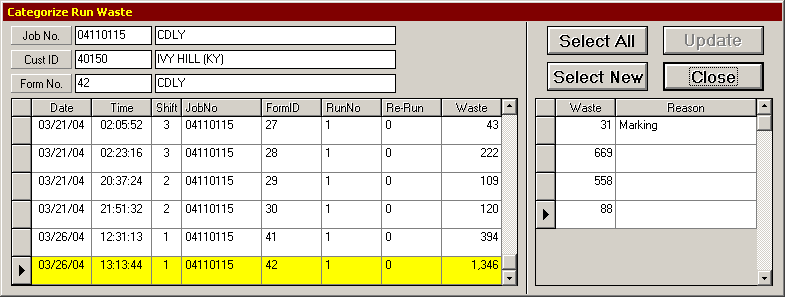 Categorize Run Waste
Job No. 04110115 CDLY
Cust ID 40150 IVY HILL (KY)
Form No. 42 CDLY
Select All Update
Select New Close
Date Time Shift JobNo FormID RunNo Re-Run Waste
03/21/04 02:05:52 3 04110115 27 1 0 43
03/21/04 02:23:16 3 04110115 28 1 0 222
03/21/04 20:37:24 2 04110115 29 1 0 109
03/21/04 21:51:32 2 04110115 30 1 0 120
03/26/04 12:31:13 1 04110115 41 1 0 394
03/26/04 13:13:44 1 04110115 42 1 0 1,346
Waste Reason
31 Marking
669
558
88